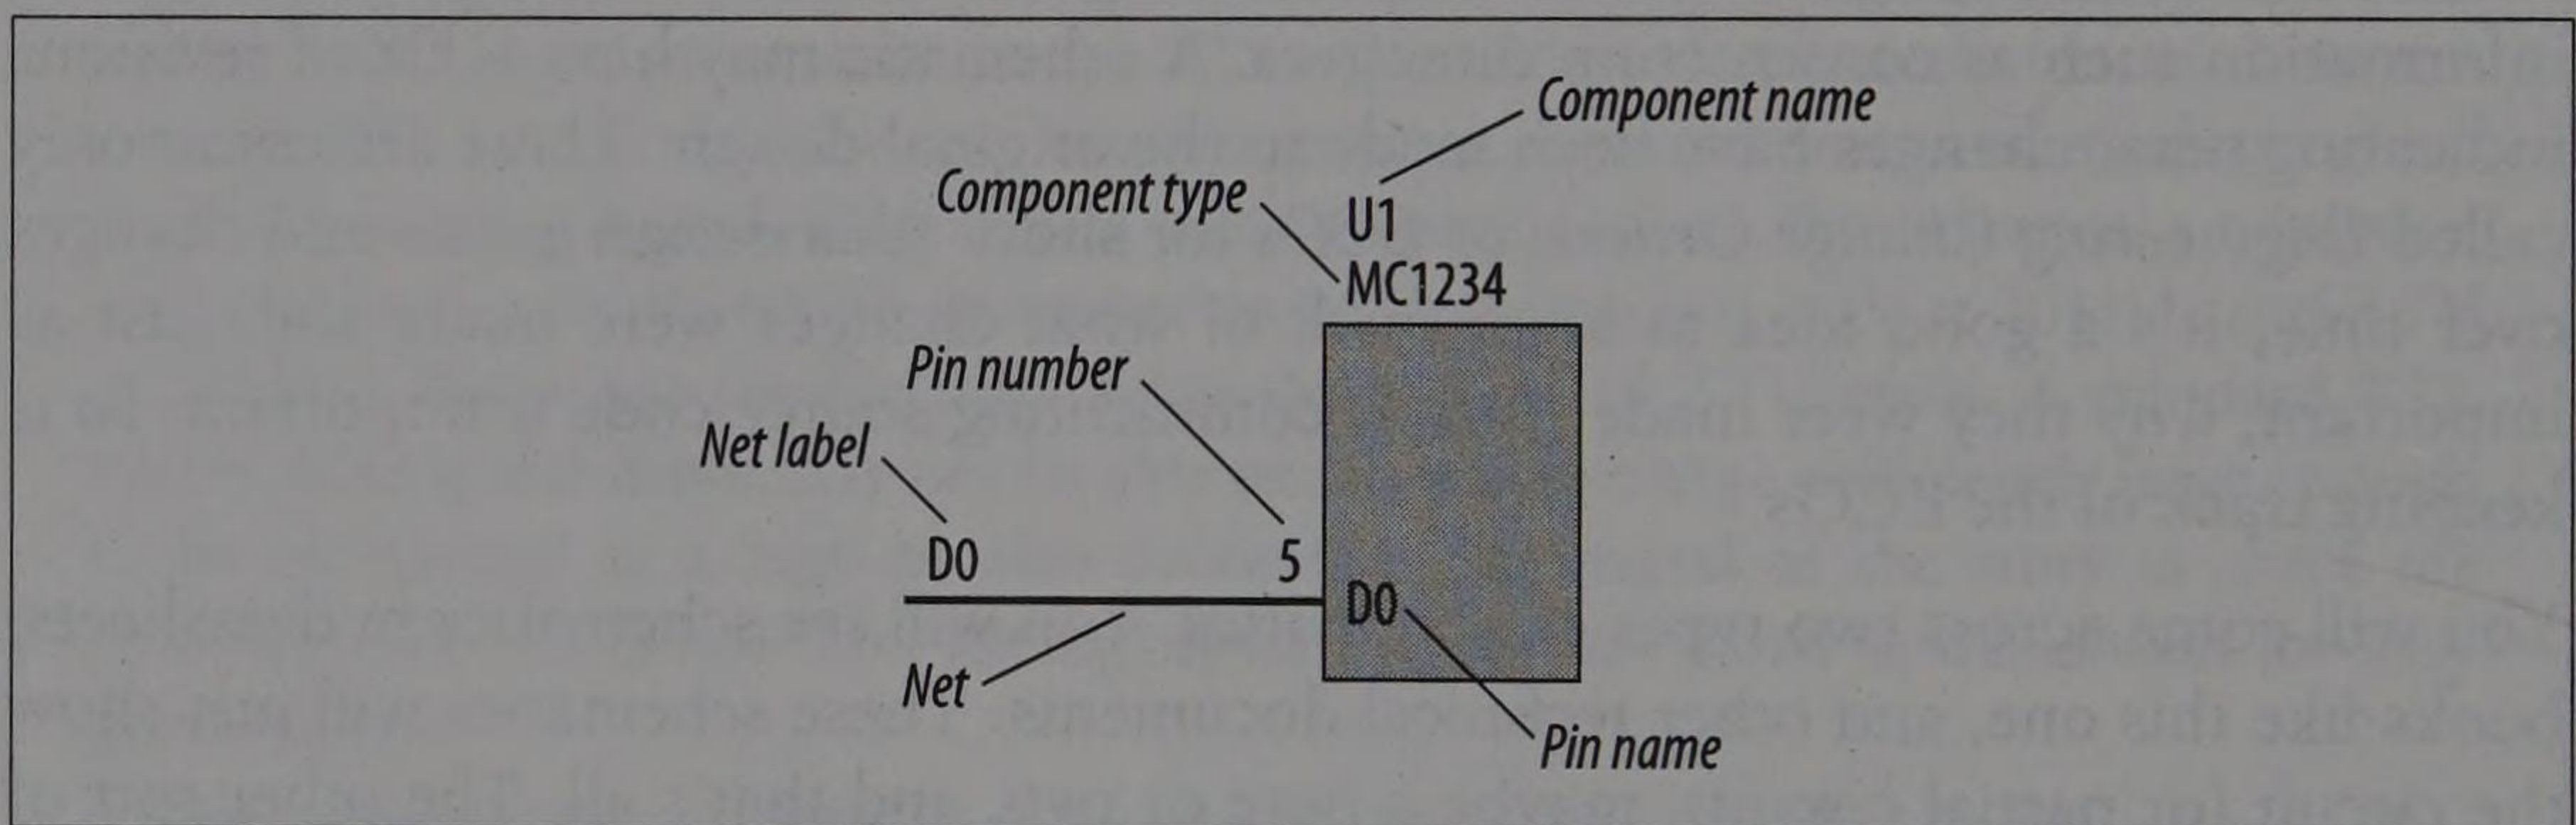 Component name
Component type
U1
MC1234
Pin number
Net label
D0
5
D0
Net
Pin name